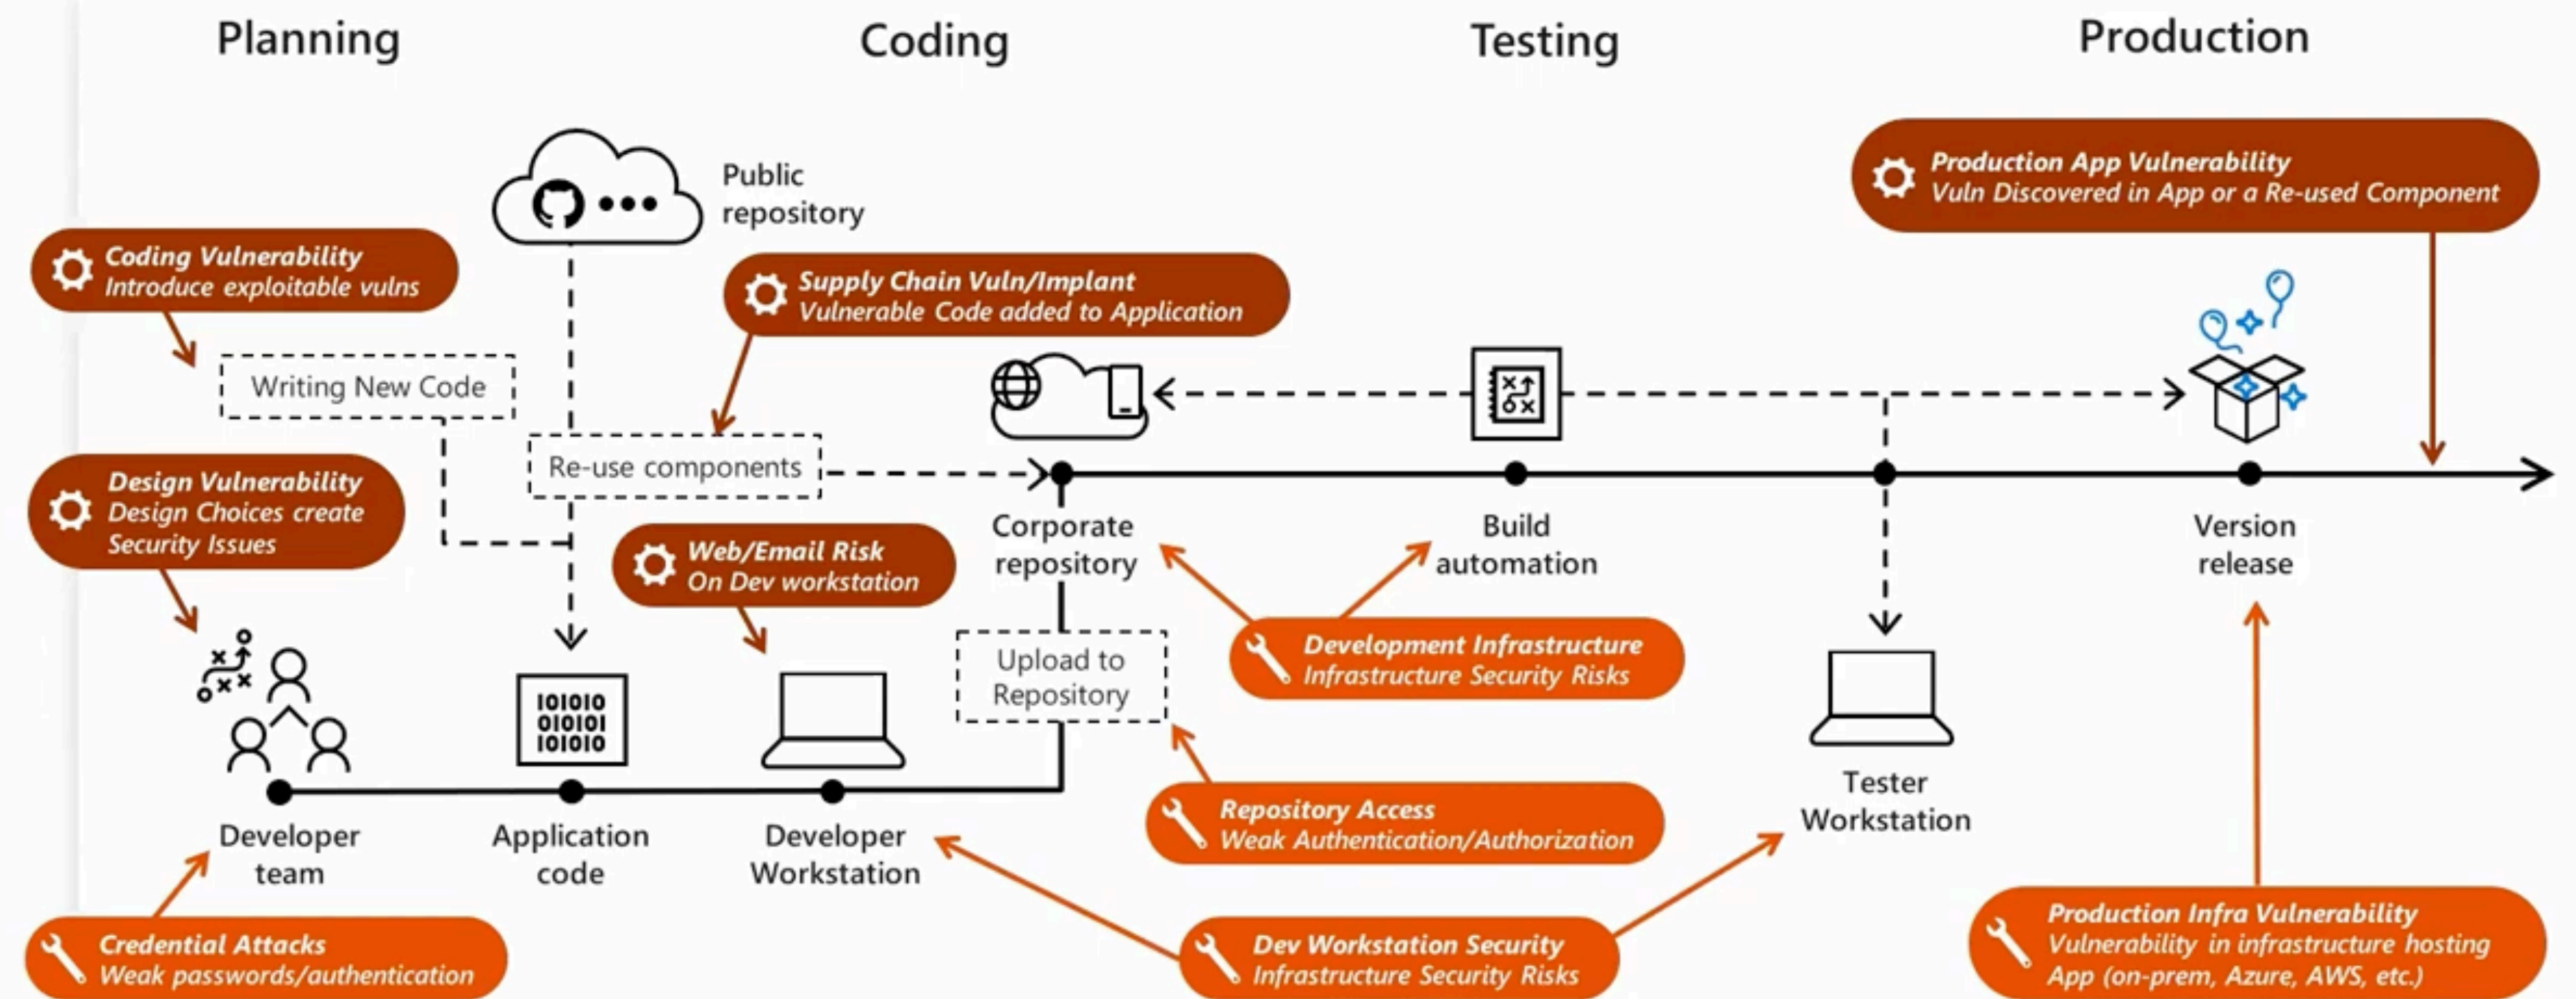 Planning
Coding
Testing
Production
Public
repository
Production App Vulnerability
Vuln Discovered in App or a Re-used Component
Coding Vulnerability
Introduce exploitable vulns
Supply Chain Vuln/Implant
Vulnerable Code added to Application
Writing New Code
Re-use components
Design Vulnerability
Design Choices create
Security Issues
Web/Email Risk
On Dev workstation
Corporate
repository
Build
automation
Version
release
Upload to
Repository
Development Infrastructure
Infrastructure Security Risks
101010
010101
101010
Developer
team
Application
code
Developer
Workstation
Repository Access
Weak Authentication/Authorization
Tester
Workstation
Credential Attacks
Weak passwords/authentication
Dev Workstation Security
Infrastructure Security Risks
Production Infra Vulnerability
Vulnerability in infrastructure hosting
App (on-prem, Azure, AWS, etc.)